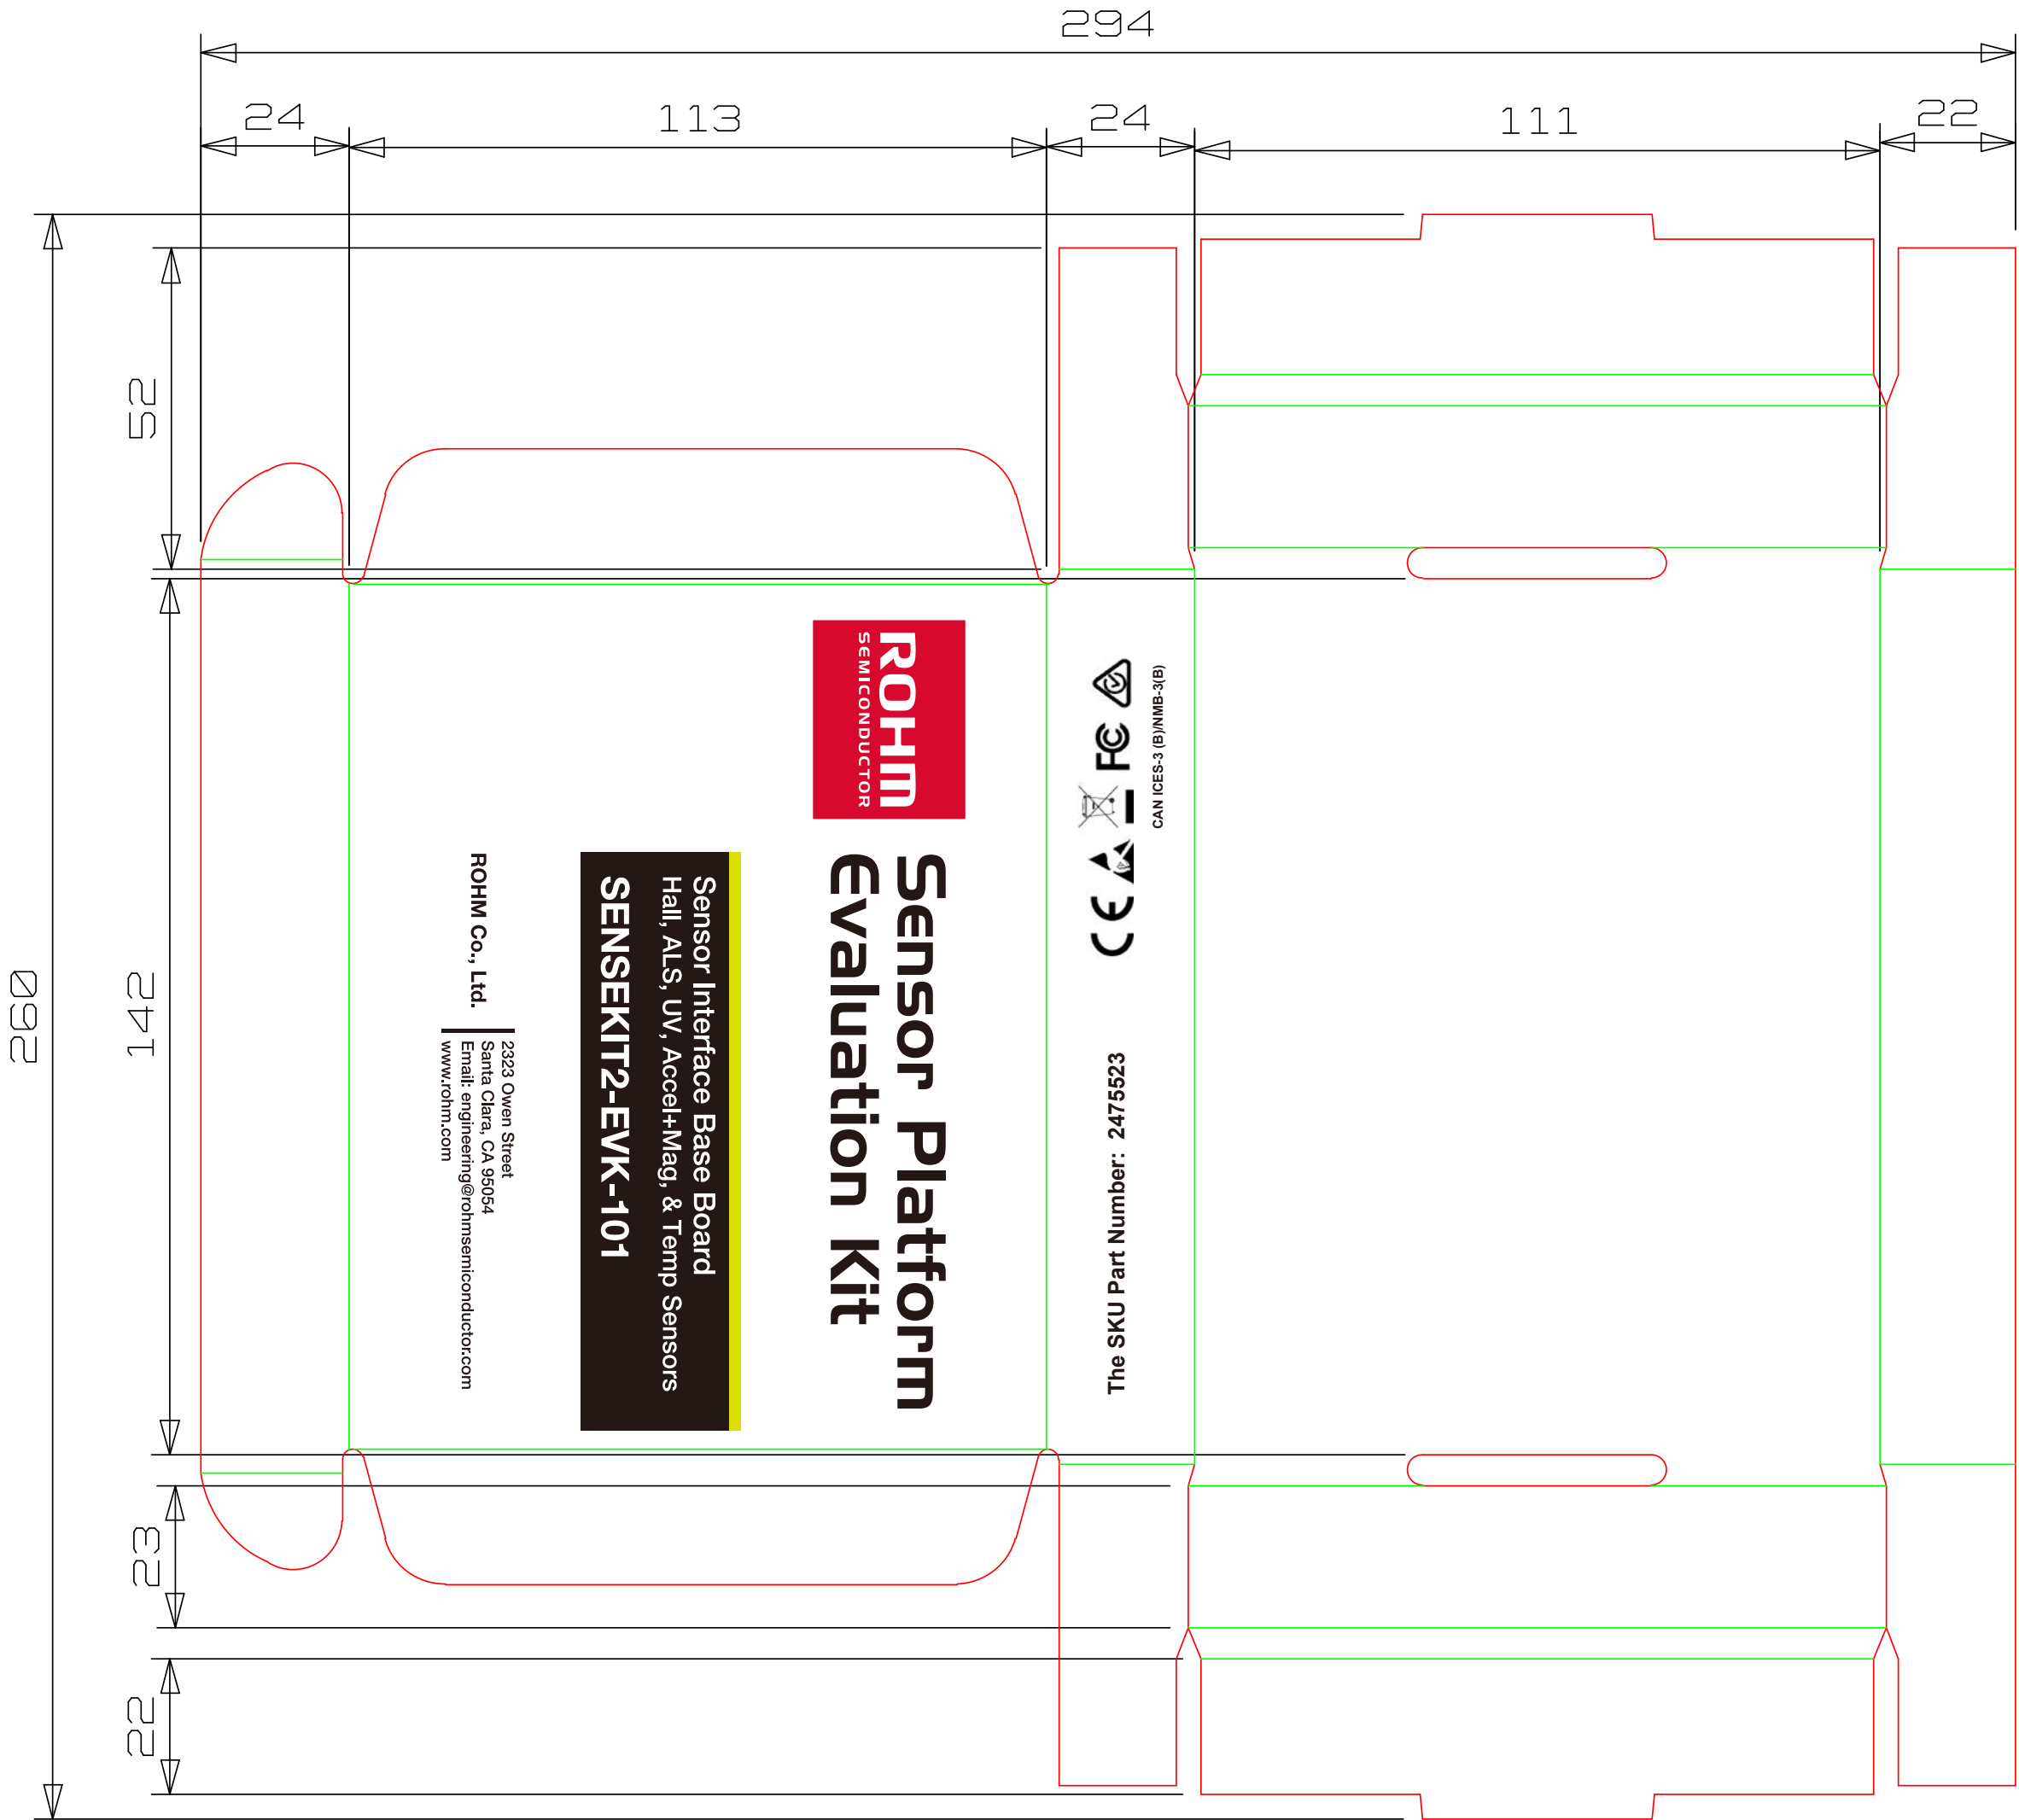 294
24
113
24
111
22
52
260
142
23
22
ROHM
SEMICONDUCTOR
Sensor Platform
Evaluation Kit
Sensor Interface Base Board
Hall, ALS, UV, Accel+Mag, & Temp Sensors
SENSEKIT2-EVK-101
ROHM Co., Ltd.
2323 Owen Street
Santa Clara, CA 95054
Email: engineering@rohmsemiconductor.com
www.rohm.com
CE
FC
CAN ICES-3 (B)/NMB-3(B)
The SKU Part Number: 2475523